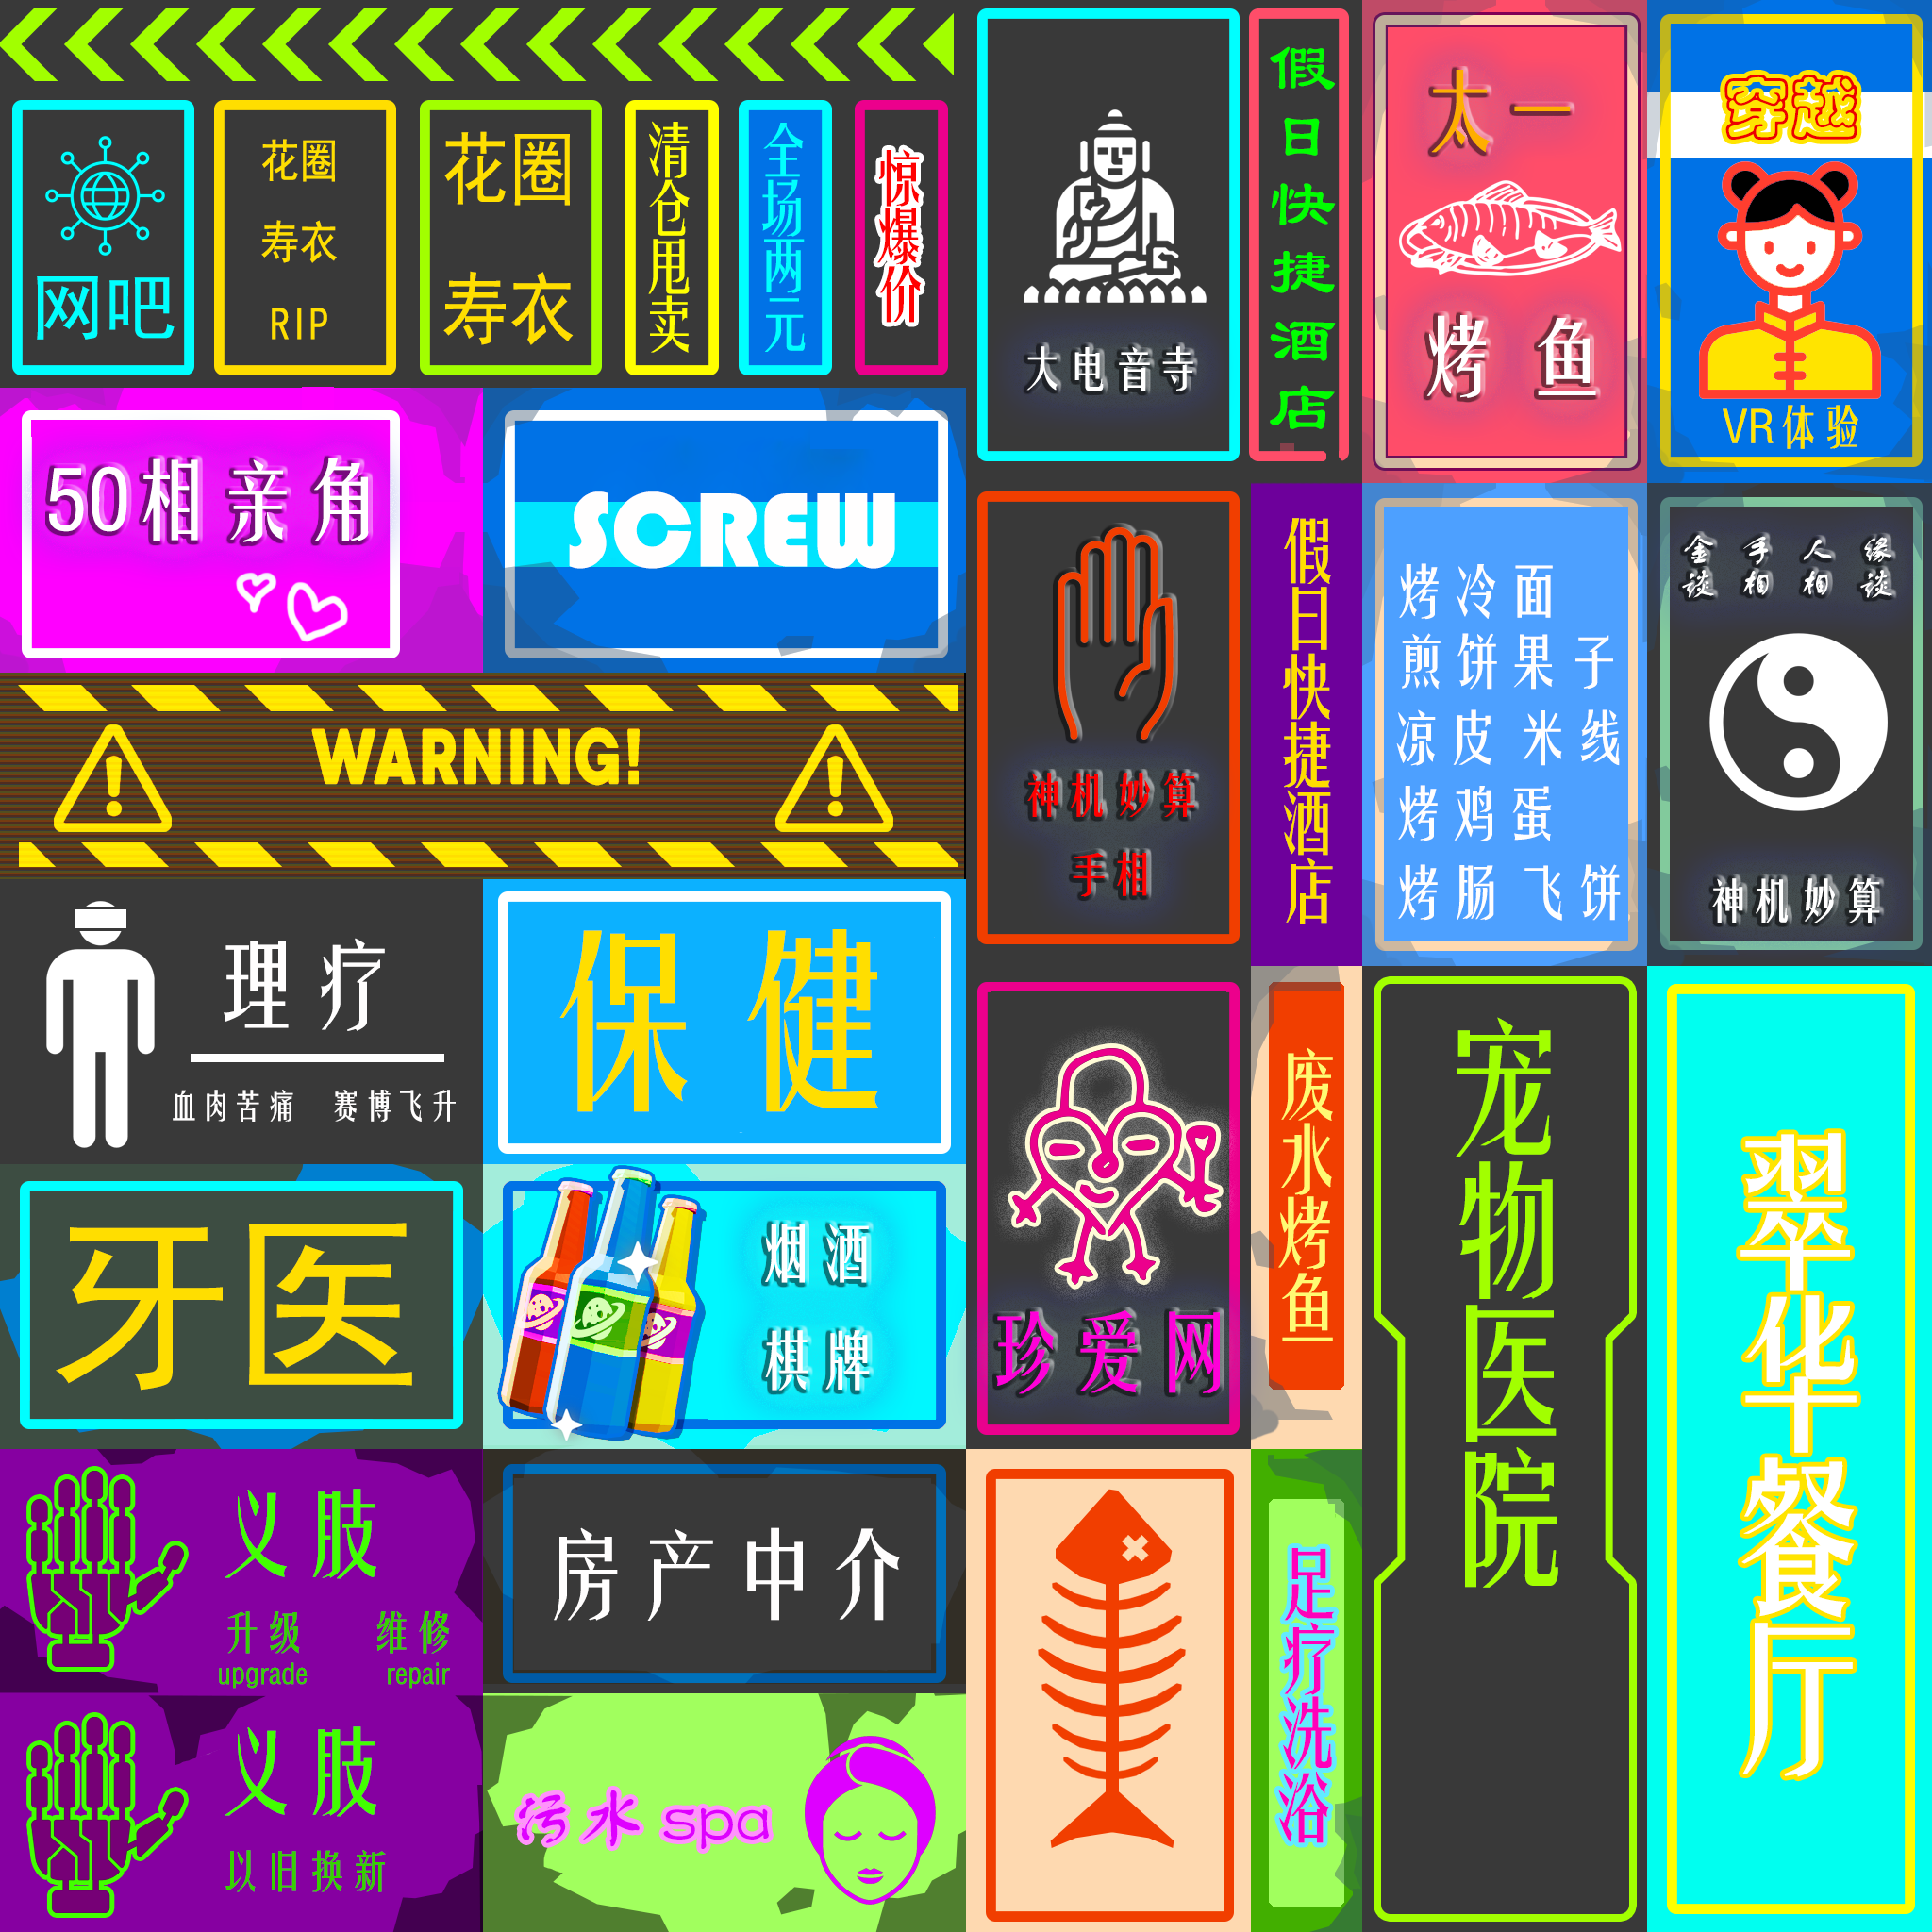 网吧
花圈
寿衣
RIP
花圈
寿衣
清仓甩卖
全场两元
惊爆价
大电音寺
假日快捷酒店
太一
烤鱼
穿越
VR体验
50相亲角
SCREW
WARNING!
神机妙算
手相
假日快捷酒店
烤冷面
煎饼果子
凉皮 米线
烤鸡蛋
烤肠 飞饼
金手人缘
谈相相谈
神机妙算
理疗
血肉苦痛 赛博飞升
保健
牙医
烟酒
棋牌
珍爱网
废水烤鱼
宠物医院
翠华餐厅
义肢
升级 维修
upgrade repair
房产中介
足疗洗浴
义肢
以旧换新
污水spa